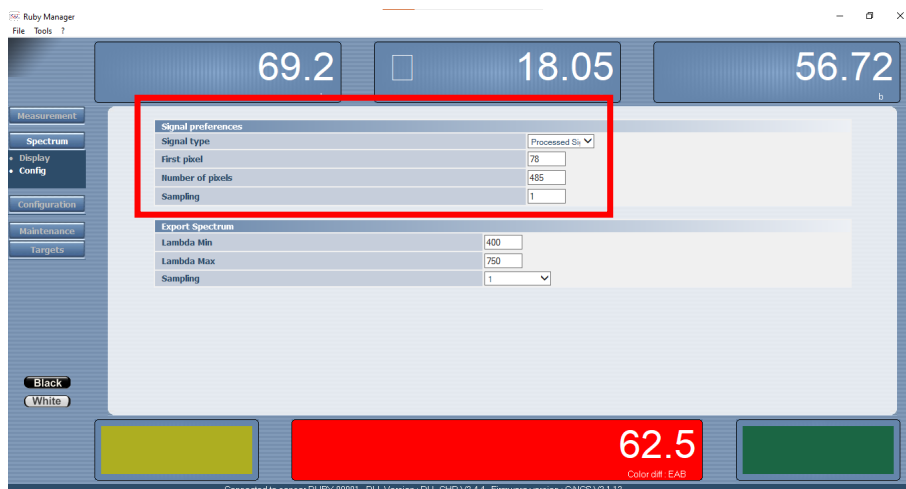 Ruby Manager
File Tools ?
69.2
18.05
56.72
b
Measurement
Spectrum
Display
Config
Configuration
Maintenance
Targets
Signal preferences
Signal type Processed Si
First pixel 78
Number of pixels 485
Sampling 1
Export Spectrum
Lambda Min 400
Lambda Max 750
Sampling 1
Black
White
62.5
Color diff : EAB